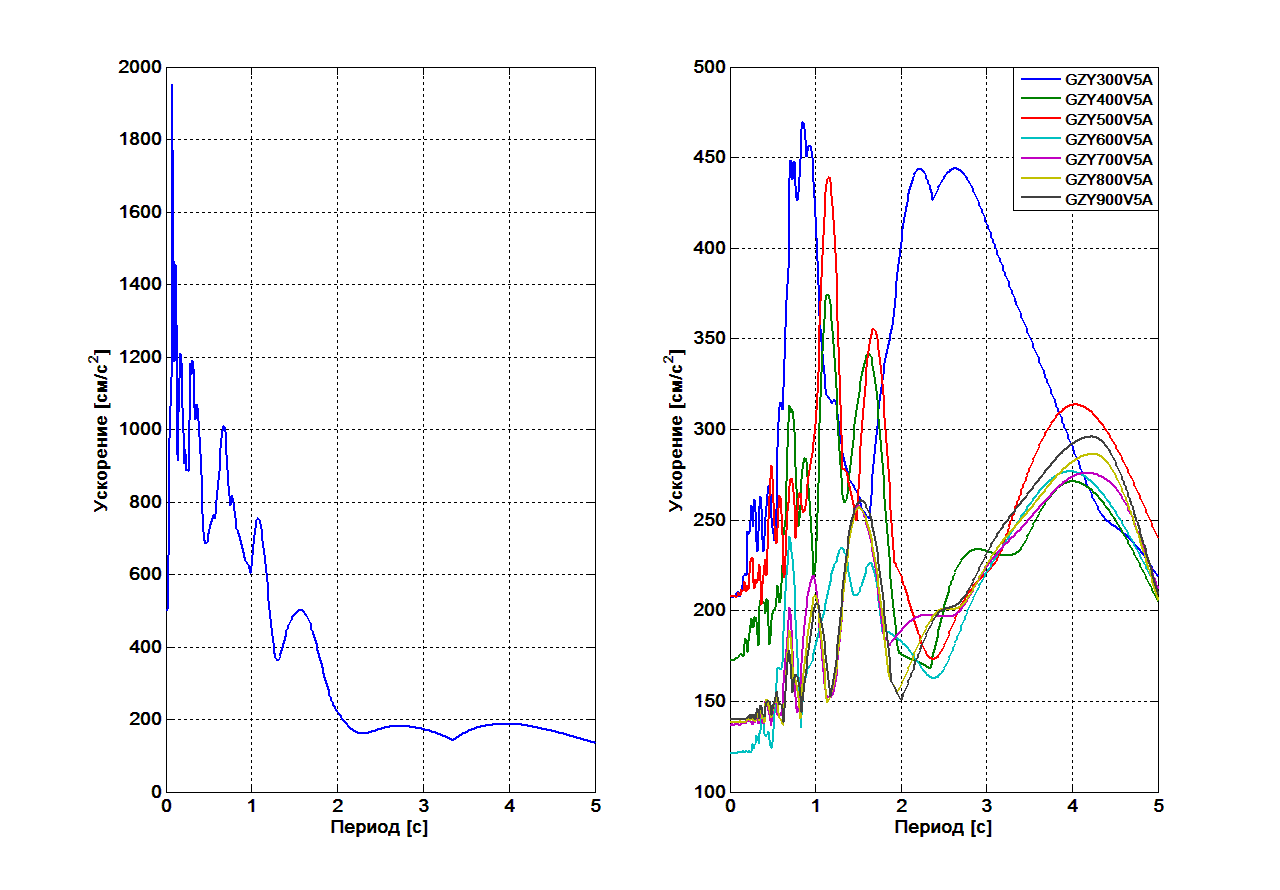 2000
1800
1600
1400
1200
1000
800
600
400
200
0
Ускорение [см/с2]
0 1 2 3 4 5
Период [с]
500
450
400
350
300
250
200
150
100
Ускорение [см/с2]
0 1 2 3 4 5
Период [с]
GZY300V5A
GZY400V5A
GZY500V5A
GZY600V5A
GZY700V5A
GZY800V5A
GZY900V5A